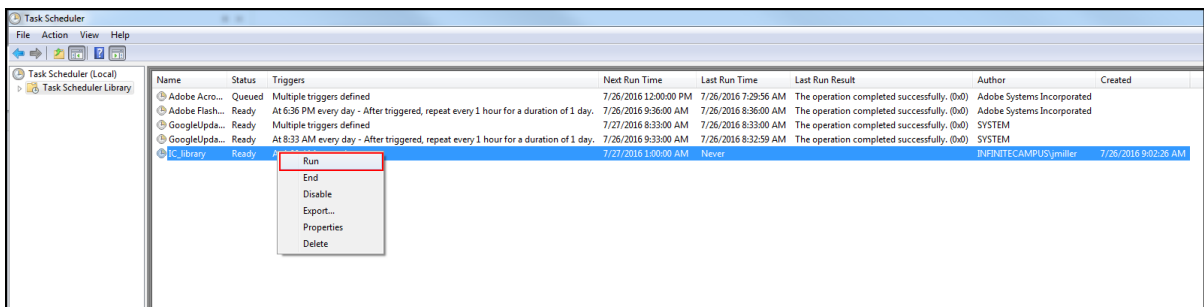 Task Scheduler
File Action View Help
Task Scheduler (Local)
Task Scheduler Library
Name Status Triggers Next Run Time Last Run Time Last Run Result Author Created
Adobe Acro... Queued Multiple triggers defined 7/26/2016 12:00:00 PM 7/26/2016 7:29:56 AM The operation completed successfully. (0x0) Adobe Systems Incorporated
Adobe Flash... Ready At 6:36 PM every day - After triggered, repeat every 1 hour for a duration of 1 day. 7/26/2016 9:36:00 AM 7/26/2016 8:36:00 AM The operation completed successfully. (0x0) Adobe Systems Incorporated
GoogleUpda... Ready Multiple triggers defined 7/27/2016 8:33:00 AM 7/26/2016 8:33:00 AM The operation completed successfully. (0x0) SYSTEM
GoogleUpda... Ready At 8:33 AM every day - After triggered, repeat every 1 hour for a duration of 1 day. 7/26/2016 9:33:00 AM 7/26/2016 8:32:59 AM The operation completed successfully. (0x0) SYSTEM
IC_library Ready 7/27/2016 1:00:00 AM Never INFINITECAMPUS\jmiller 7/26/2016 9:02:26 AM
Run
End
Disable
Export...
Properties
Delete